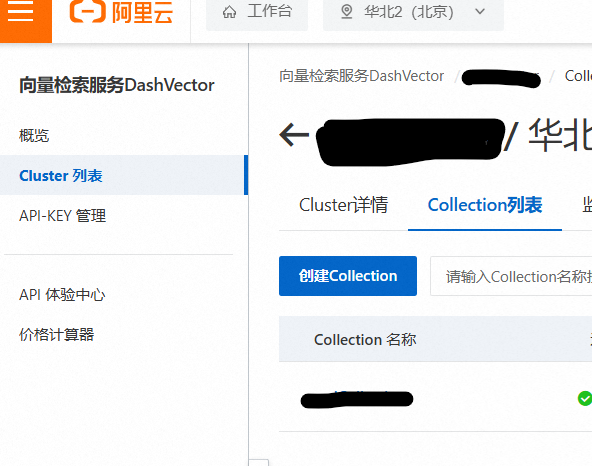 阿里云
工作台
华北2（北京）
向量检索服务DashVector
概览
Cluster 列表
API-KEY 管理
API 体验中心
价格计算器
向量检索服务DashVector / /
/ 华北
Cluster详情
Collection列表
创建Collection
请输入Collection名称
Collection 名称